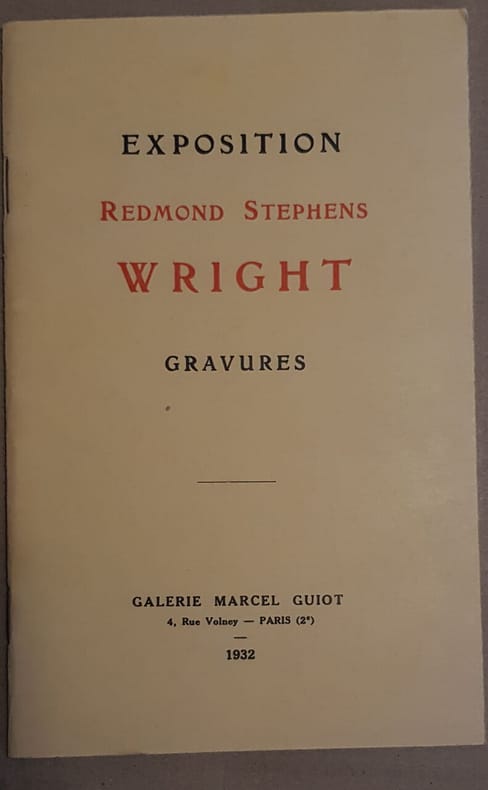 EXPOSITION
REDMOND STEPHENS
WRIGHT
GRAVURES
GALERIE MARCEL GUIOT
4, Rue Volney — PARIS (2e)
1932